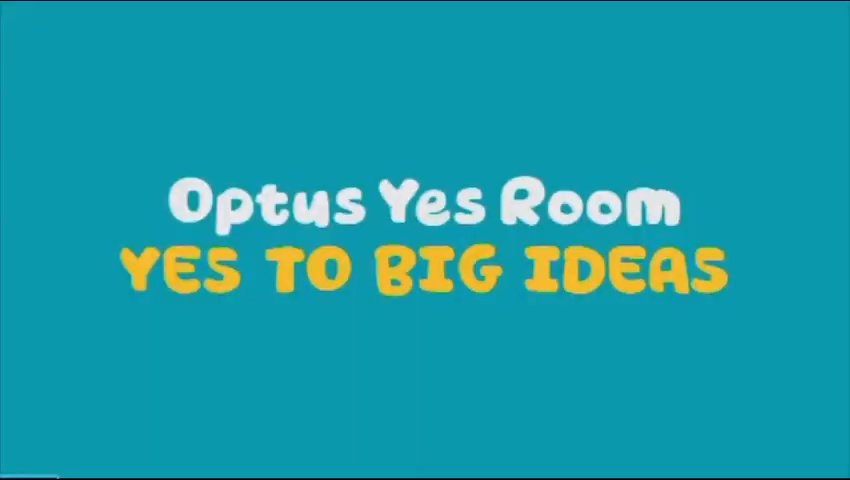 Optus Yes Room
YES TO BIG IDEAS